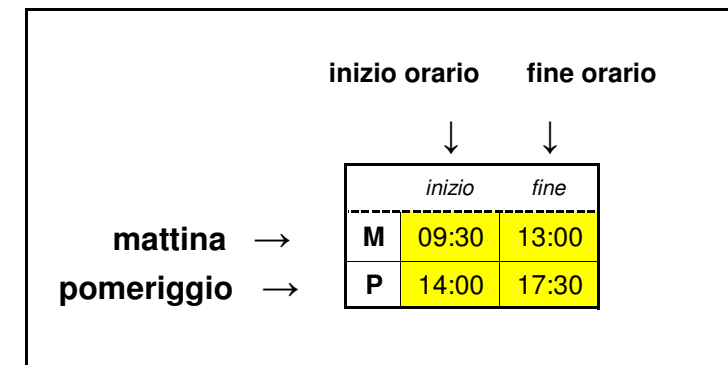 inizio orario fine orario
↓ ↓
inizio fine
mattina → M 09:30 13:00
pomeriggio → P 14:00 17:30